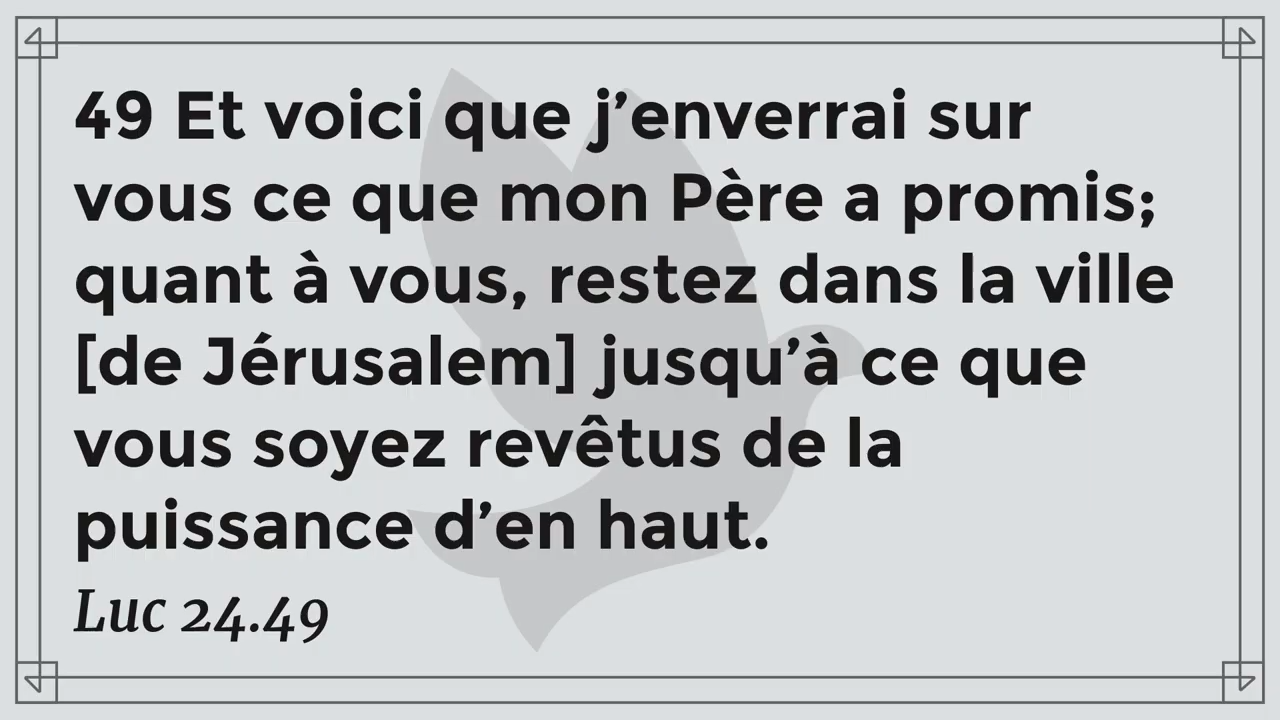 49 Et voici que j’enverrai sur
vous ce que mon Père a promis;
quant à vous, restez dans la ville
[de Jérusalem] jusqu’à ce que
vous soyez revêtus de la
puissance d’en haut.
Luc 24.49